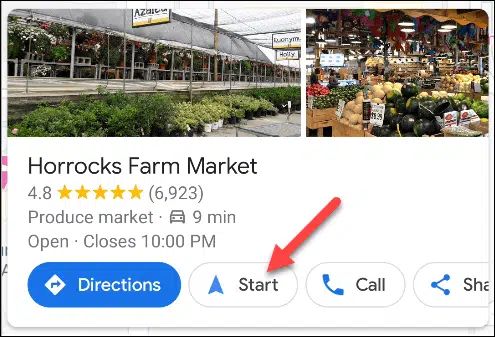 Azalea
Euonymu
Holly
Horrocks Farm Market
4.8 (6,923)
Produce market · 9 min
Open · Closes 10:00 PM
Directions
Start
Call
Sha